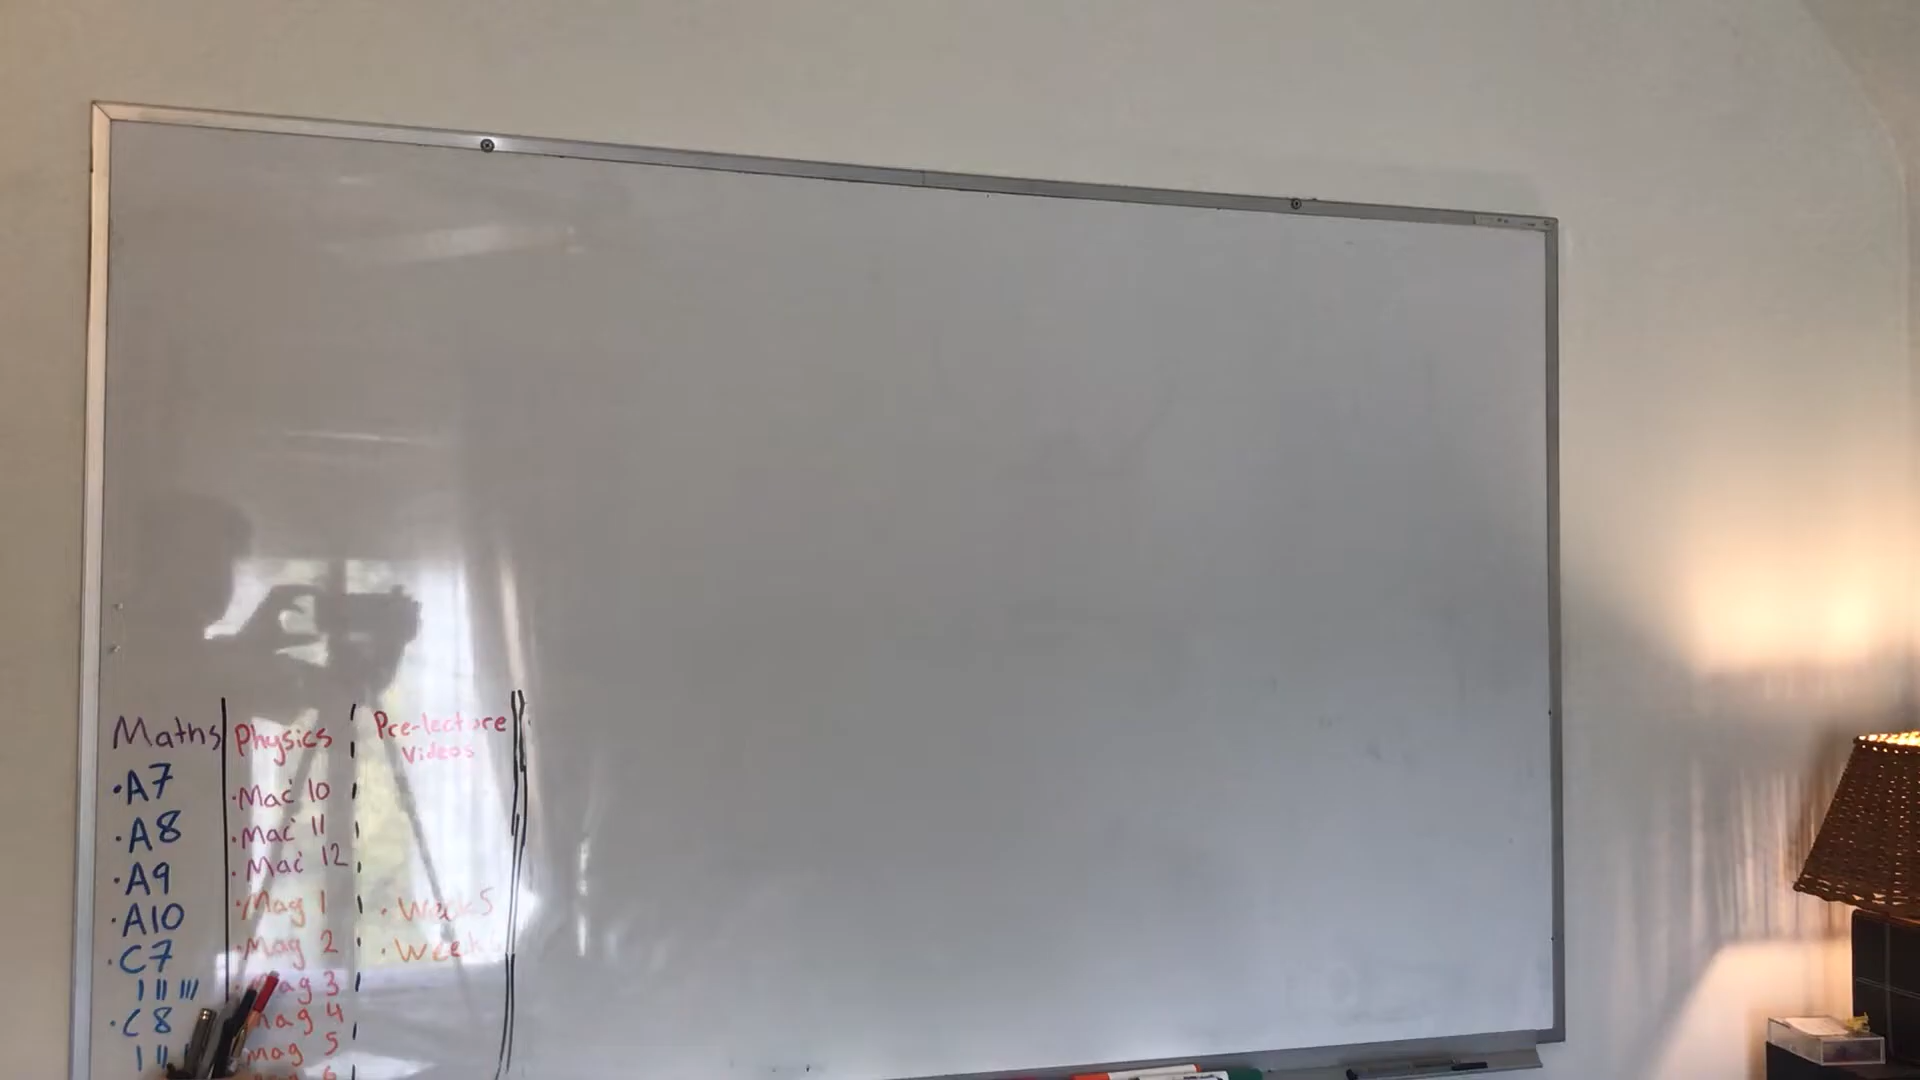 Maths
·A7
·A8
·A9
·A10
·C7
I II III
·C8
I II
Physics
·Mac 10
·Mac 11
·Mac 12
·Mag 1
·Mag 2
·Mag 3
Mag 4
Mag 5
6
Pre-lecture
Videos
·Week 5
·Week